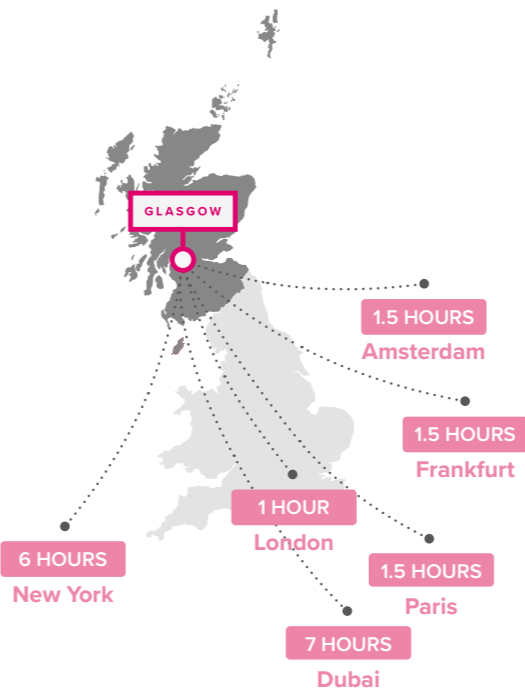 GLASGOW
1.5 HOURS
Amsterdam
1.5 HOURS
Frankfurt
1 HOUR
London
6 HOURS
New York
1.5 HOURS
Paris
7 HOURS
Dubai